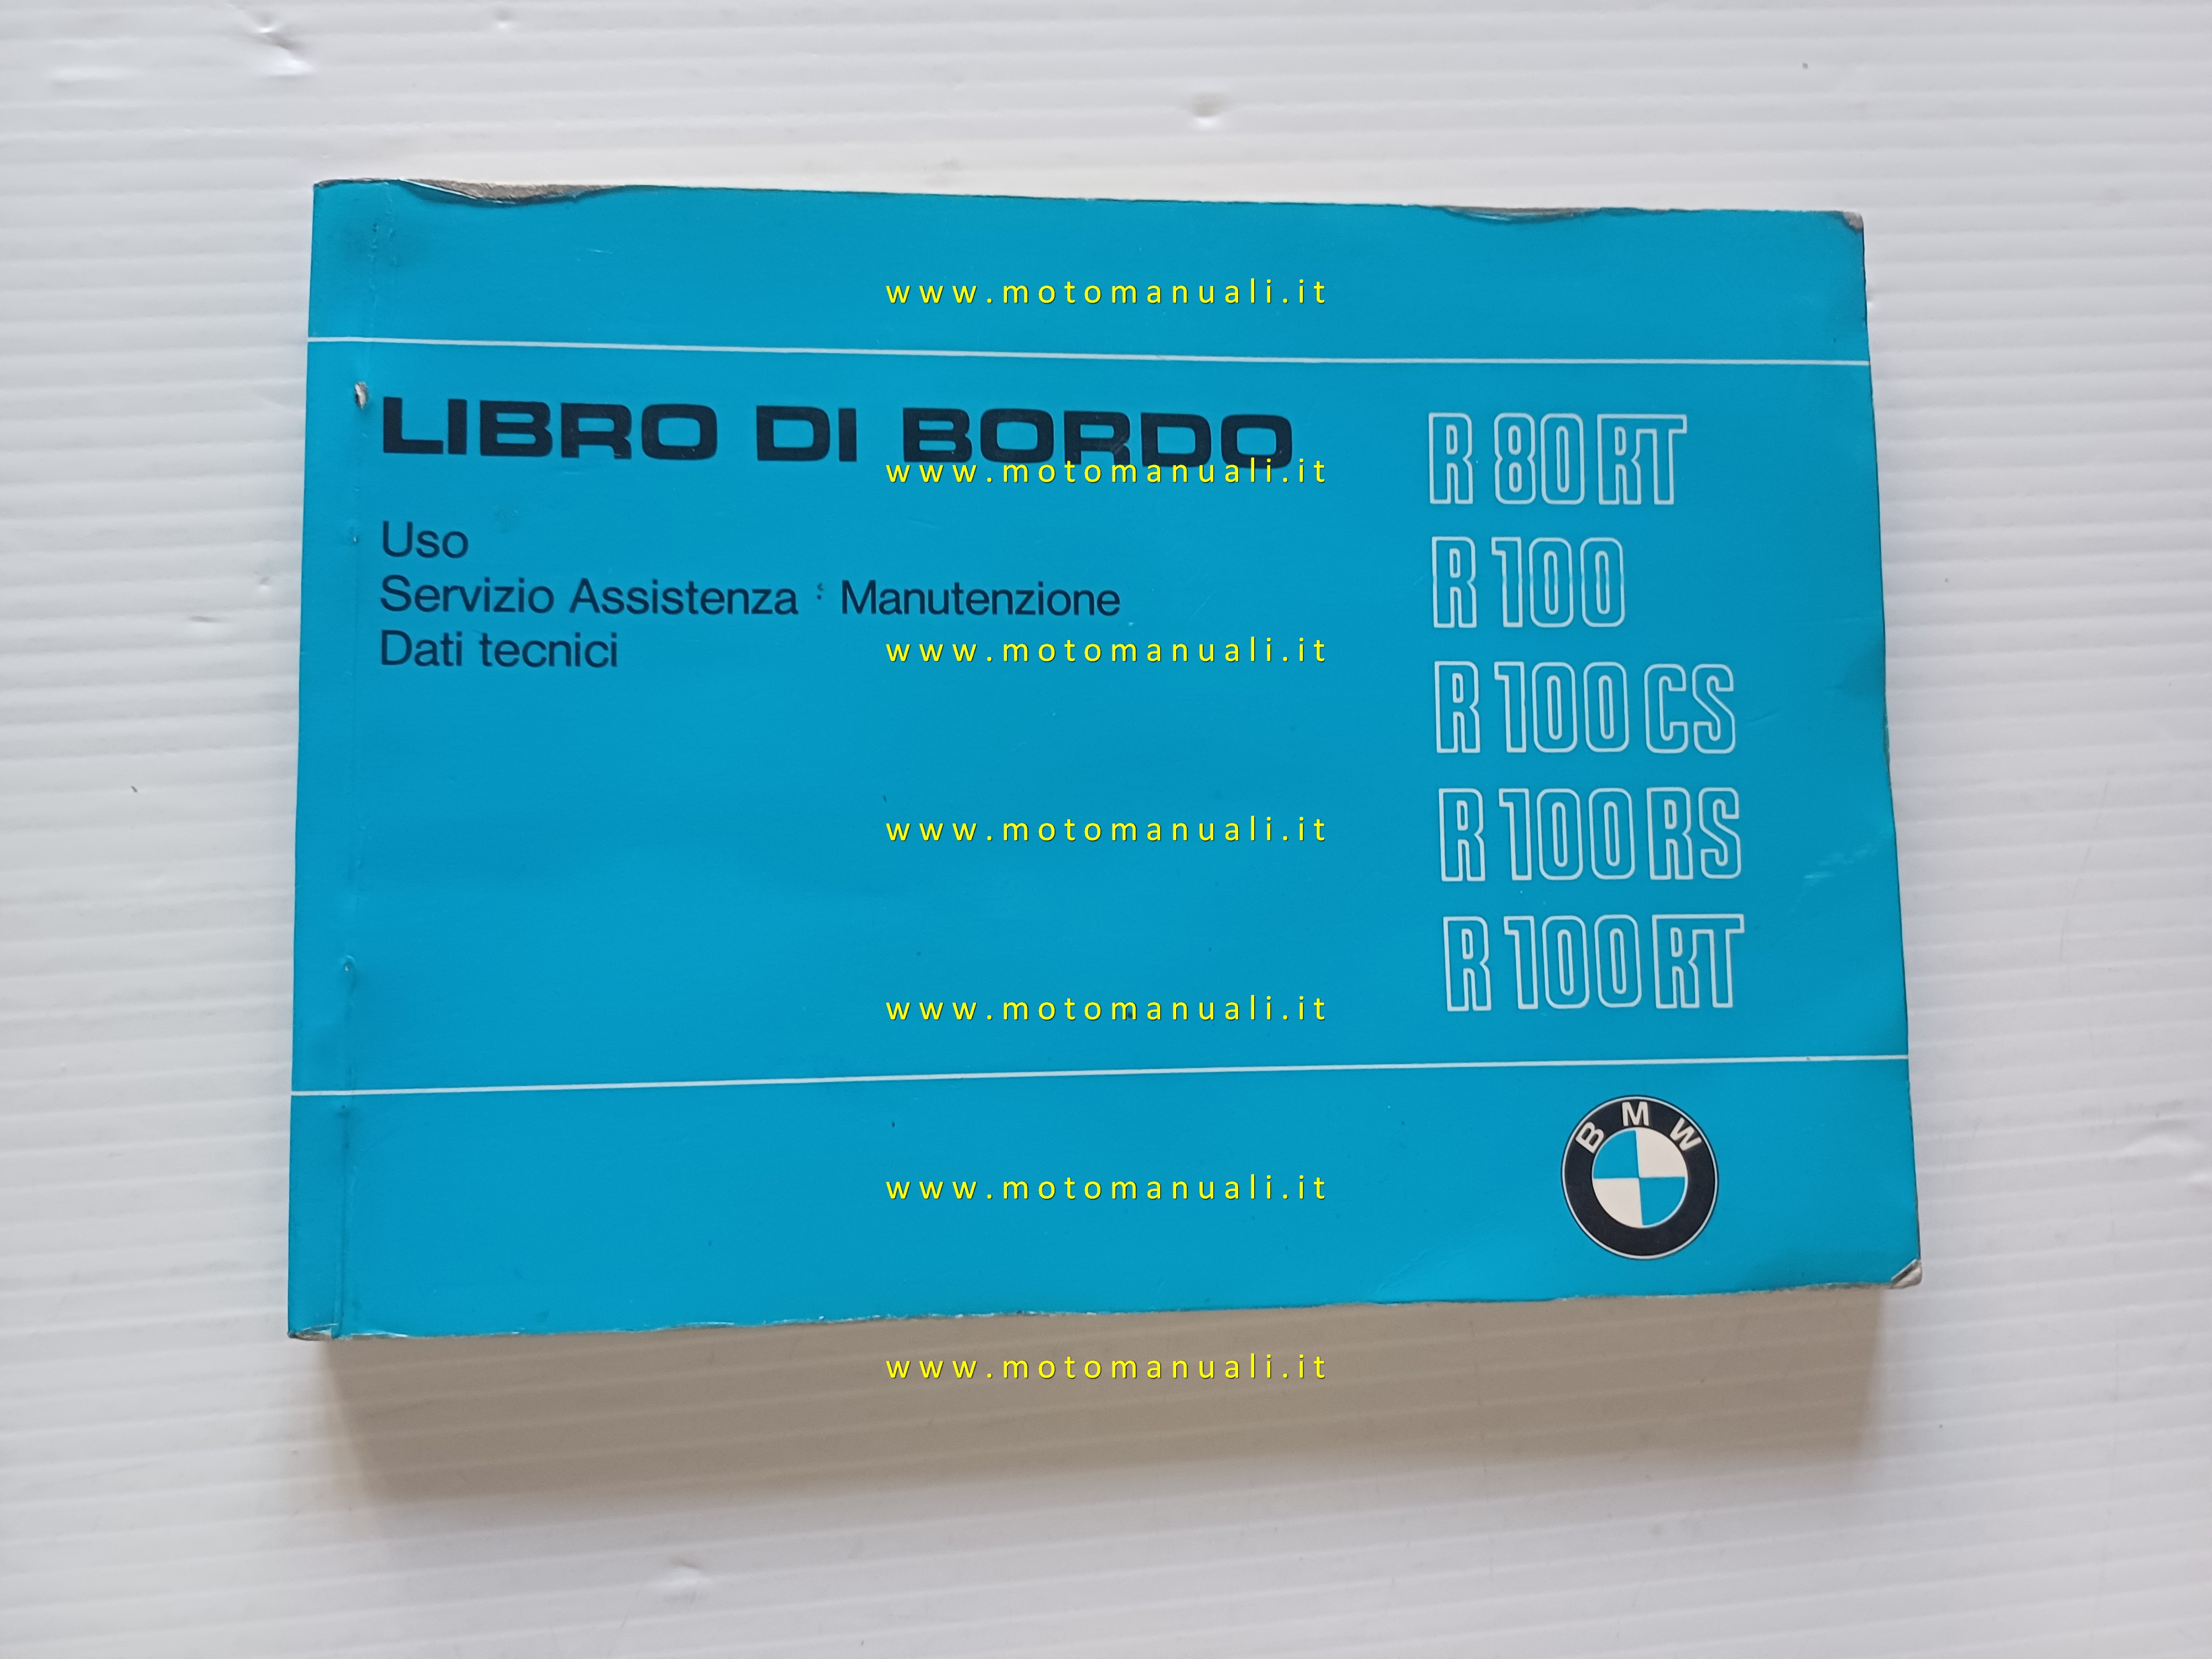 www.motomanuali.it
LIBRO DI BORDO
R 80 RT
www.motomanuali.it
Uso
R 100
Servizio Assistenza : Manutenzione
Dati tecnici
www.motomanuali.it
R 100 CS
www.motomanuali.it
R 100 RS
R 100 RT
www.motomanuali.it
BMW
www.motomanuali.it
www.motomanuali.it